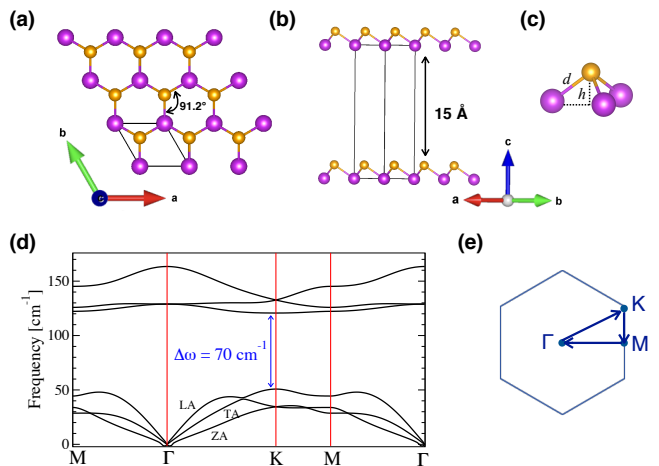 (a)
(b)
(c)
91.2°
b
a
c
15 Å
d
h
c
a
b
(d)
(e)
Frequency [cm⁻¹]
150
100
50
0
Δω = 70 cm⁻¹
LA
TA
ZA
M
Γ
K
M
Γ
K
Γ
M